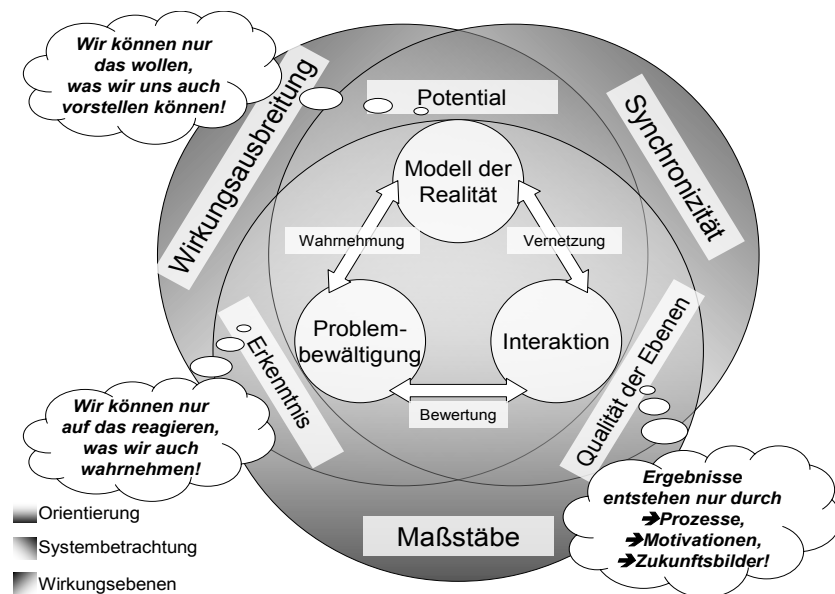 Wir können nur
das wollen,
was wir uns auch
vorstellen können!
Wirkungsausbreitung
Potential
Synchronizität
Modell der
Realität
Wahrnehmung
Vernetzung
Problem-
bewältigung
Interaktion
Bewertung
Erkenntnis
Qualität der Ebenen
Wir können nur
auf das reagieren,
was wir auch
wahrnehmen!
Maßstäbe
Ergebnisse
entstehen nur durch
➔Prozesse,
➔Motivationen,
➔Zukunftsbilder!
Orientierung
Systembetrachtung
Wirkungsebenen